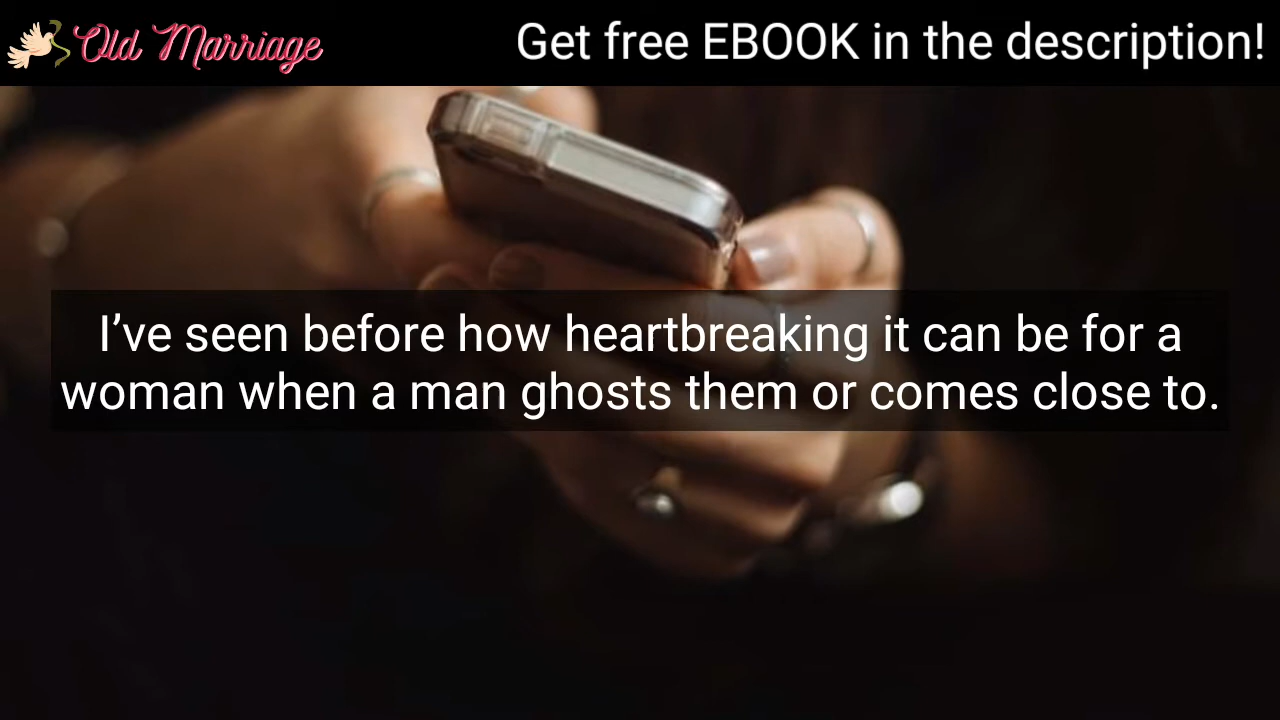 Old Marriage
Get free EBOOK in the description!
I’ve seen before how heartbreaking it can be for a
woman when a man ghosts them or comes close to.